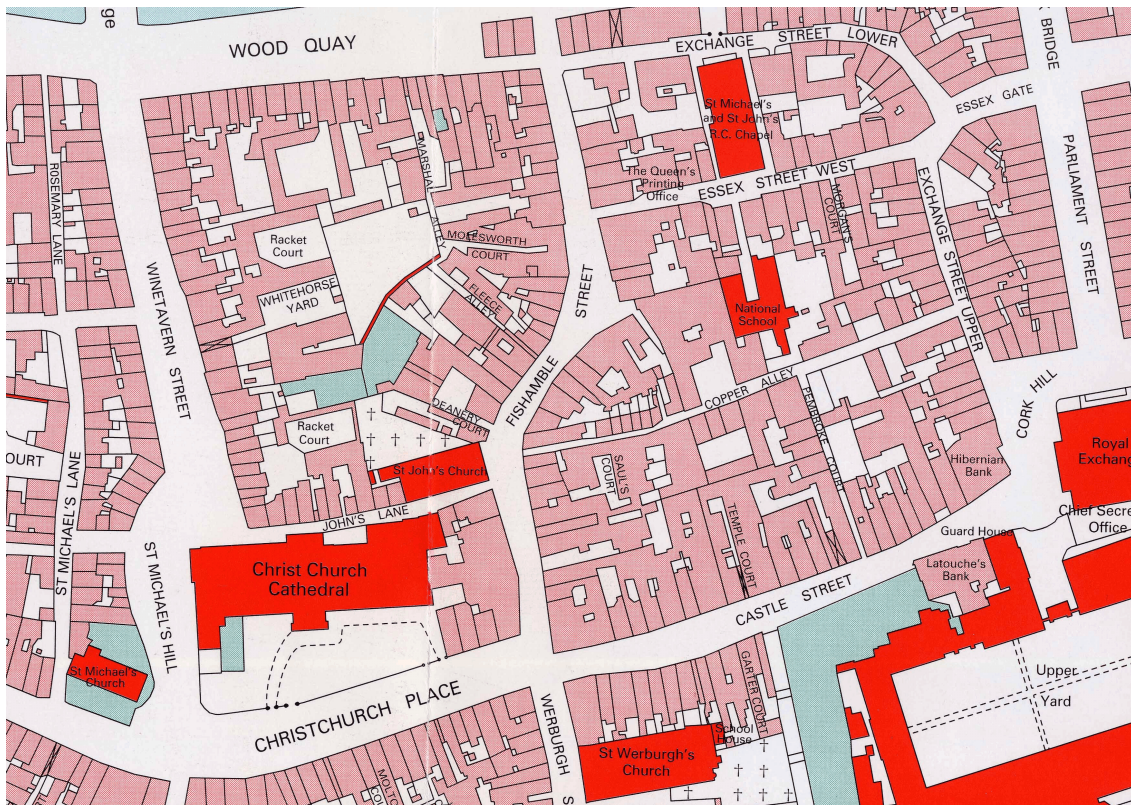 ge
WOOD QUAY
EXCHANGE STREET LOWER
BRIDGE
ESSEX GATE
PARLIAMENT STREET
St Michael's
and St John's
R.C. Chapel
The Queen's
Printing
Office
ESSEX STREET WEST
MORGAN'S
COURT
EXCHANGE STREET UPPER
ROSEMARY LANE
MARSHAL ALLEY
MOLESWORTH
COURT
FLEECE
ALLEY
Racket
Court
WHITEHORSE
YARD
WINETAVERN STREET
National
School
FISHAMBLE STREET
COPPER ALLEY
PEMBROKE COURT
CORK HILL
DEANERY
COURT
Racket
Court
St John's Church
SAUL'S
COURT
Hibernian
Bank
Royal
Exchang
OURT
ST MICHAEL'S LANE
JOHN'S LANE
TEMPLE COURT
Guard House
Chief Secre
Office
Latouche's
Bank
ST MICHAEL'S HILL
Christ Church
Cathedral
CASTLE STREET
St Michael's
Church
GARTER COURT
Upper
Yard
CHRISTCHURCH PLACE
WERBURGH S
School
House
St Werburgh's
Church